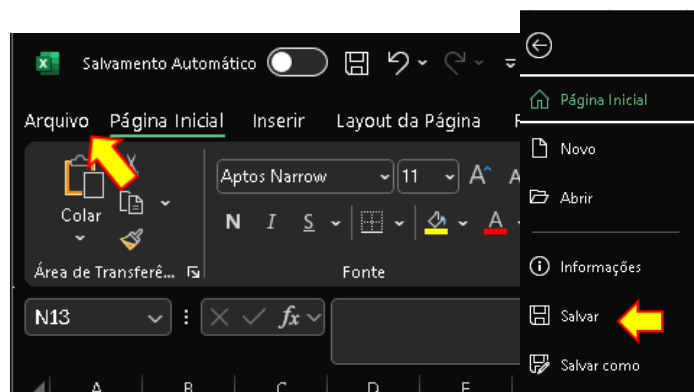 Salvamento Automático
Arquivo Página Inicial Inserir Layout da Página
Aptos Narrow 11 A A
Colar
N I S A
Área de Transferê... Fonte
N13 fx
A B C D E
Página Inicial
Novo
Abrir
Informações
Salvar
Salvar como